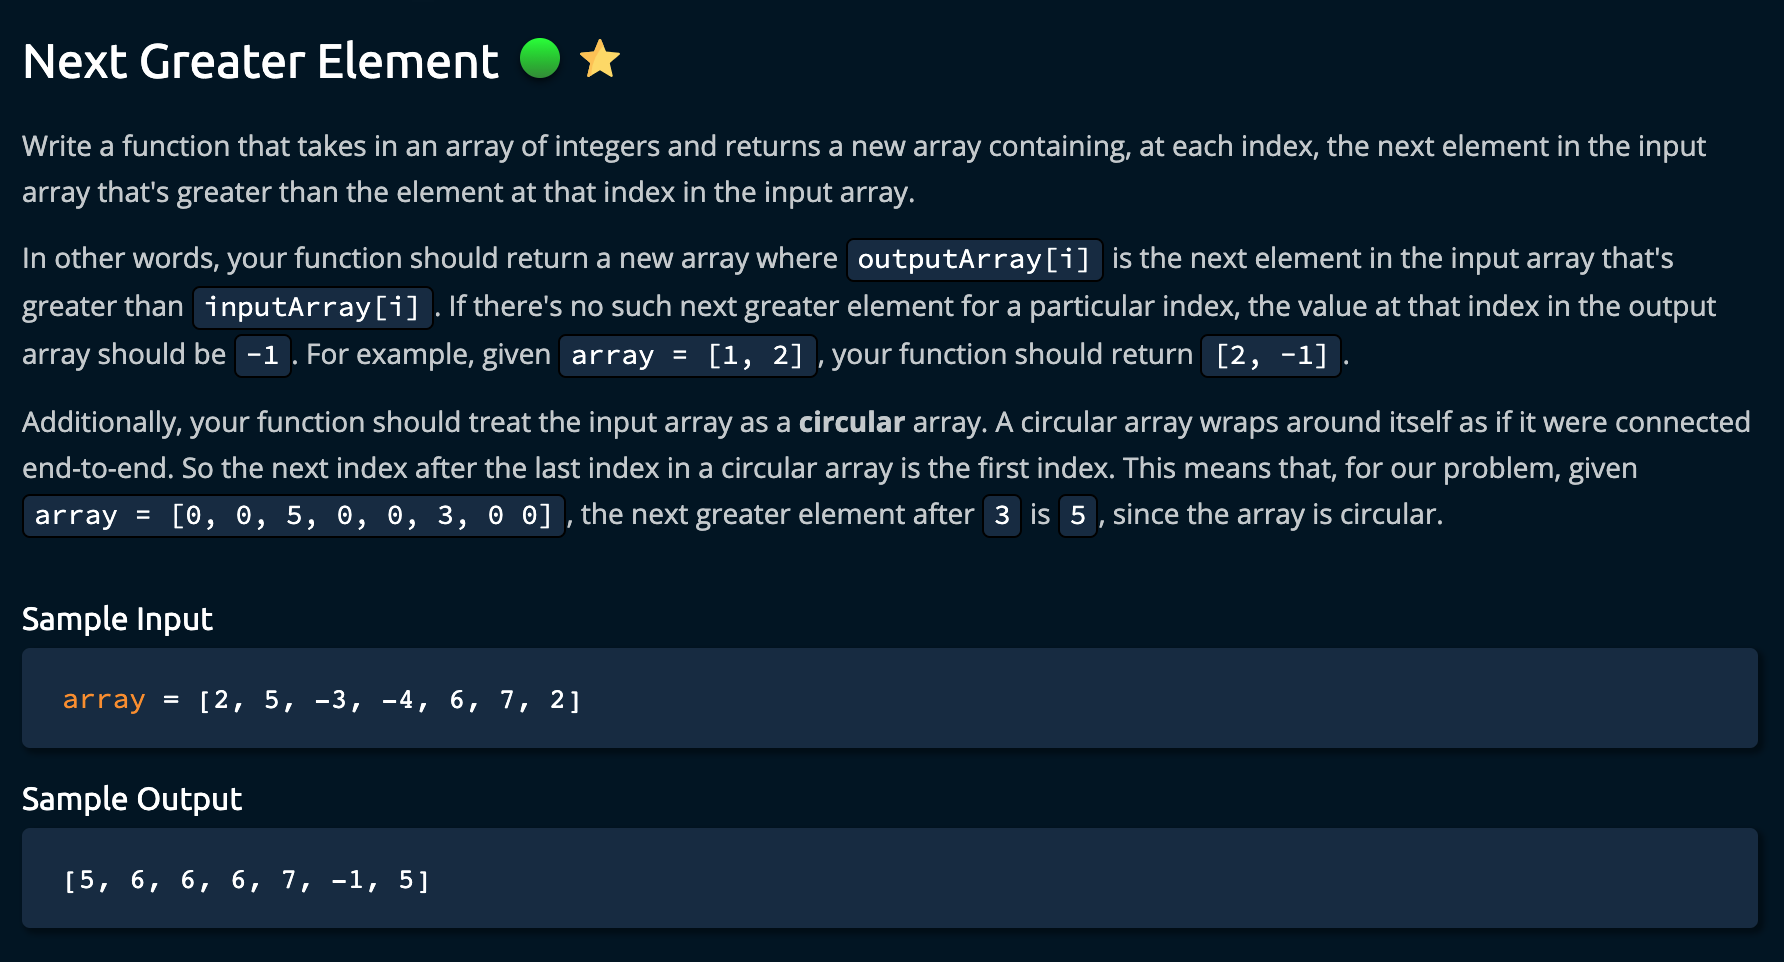 Next Greater Element
Write a function that takes in an array of integers and returns a new array containing, at each index, the next element in the input
array that's greater than the element at that index in the input array.
In other words, your function should return a new array where outputArray[i] is the next element in the input array that's
greater than inputArray[i]. If there's no such next greater element for a particular index, the value at that index in the output
array should be -1. For example, given array = [1, 2], your function should return [2, -1].
Additionally, your function should treat the input array as a circular array. A circular array wraps around itself as if it were connected
end-to-end. So the next index after the last index in a circular array is the first index. This means that, for our problem, given
array = [0, 0, 5, 0, 0, 3, 0 0], the next greater element after 3 is 5, since the array is circular.
Sample Input
array = [2, 5, -3, -4, 6, 7, 2]
Sample Output
[5, 6, 6, 6, 7, -1, 5]